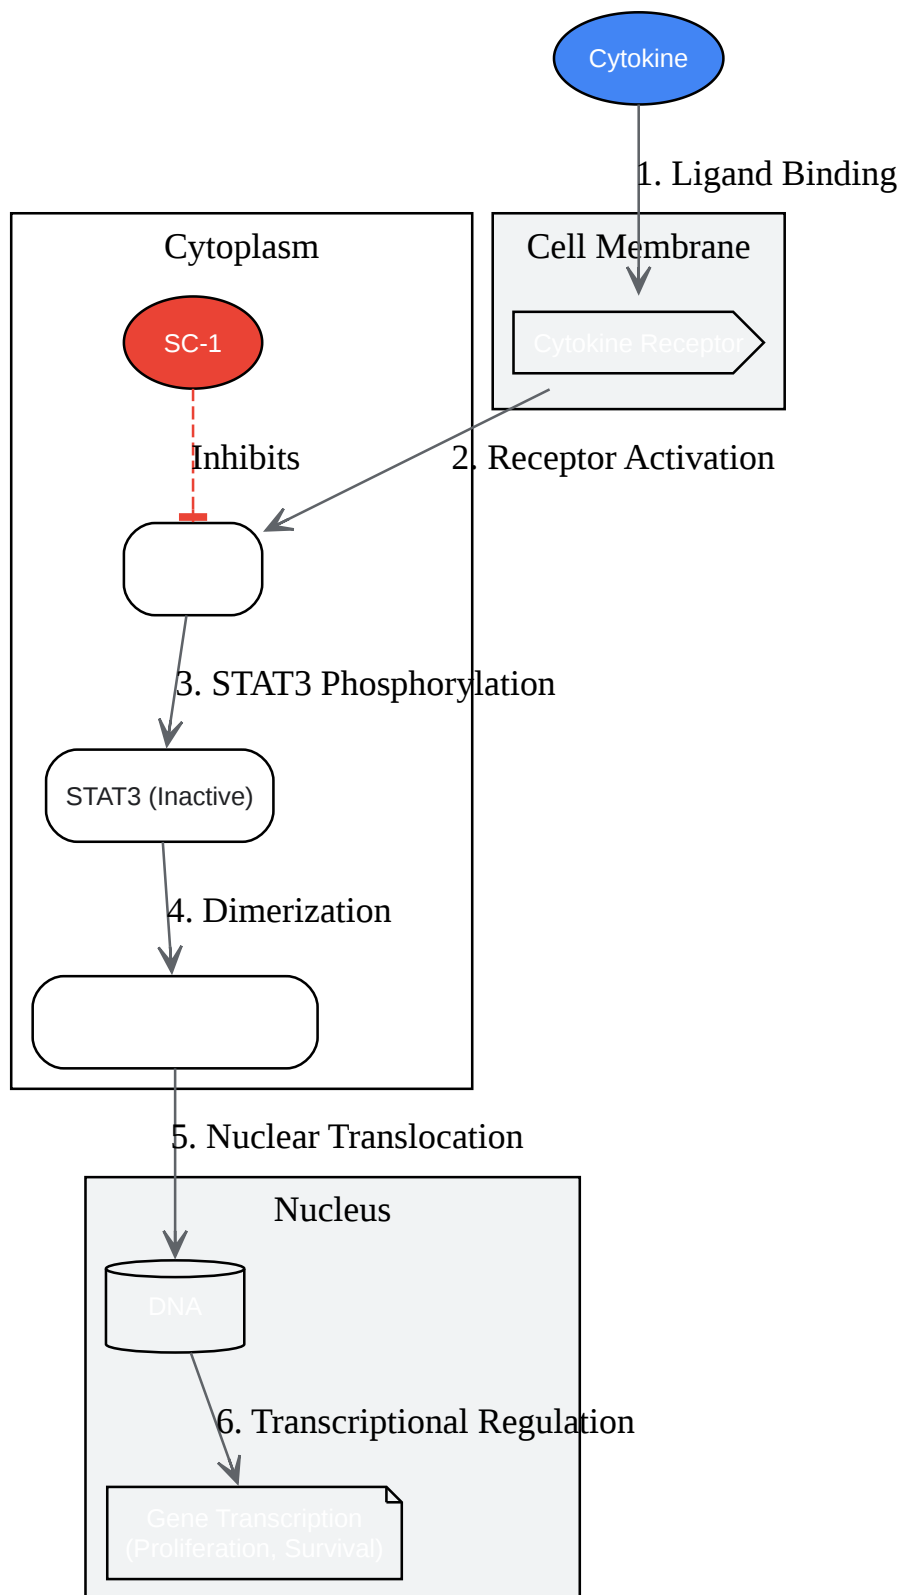 Cytokine
1. Ligand Binding
Cytoplasm
Cell Membrane
SC-1
Cytokine Receptor
Inhibits
2. Receptor Activation
3. STAT3 Phosphorylation
STAT3 (Inactive)
4. Dimerization
5. Nuclear Translocation
Nucleus
DNA
6. Transcriptional Regulation
Gene Transcription
(Proliferation, Survival)